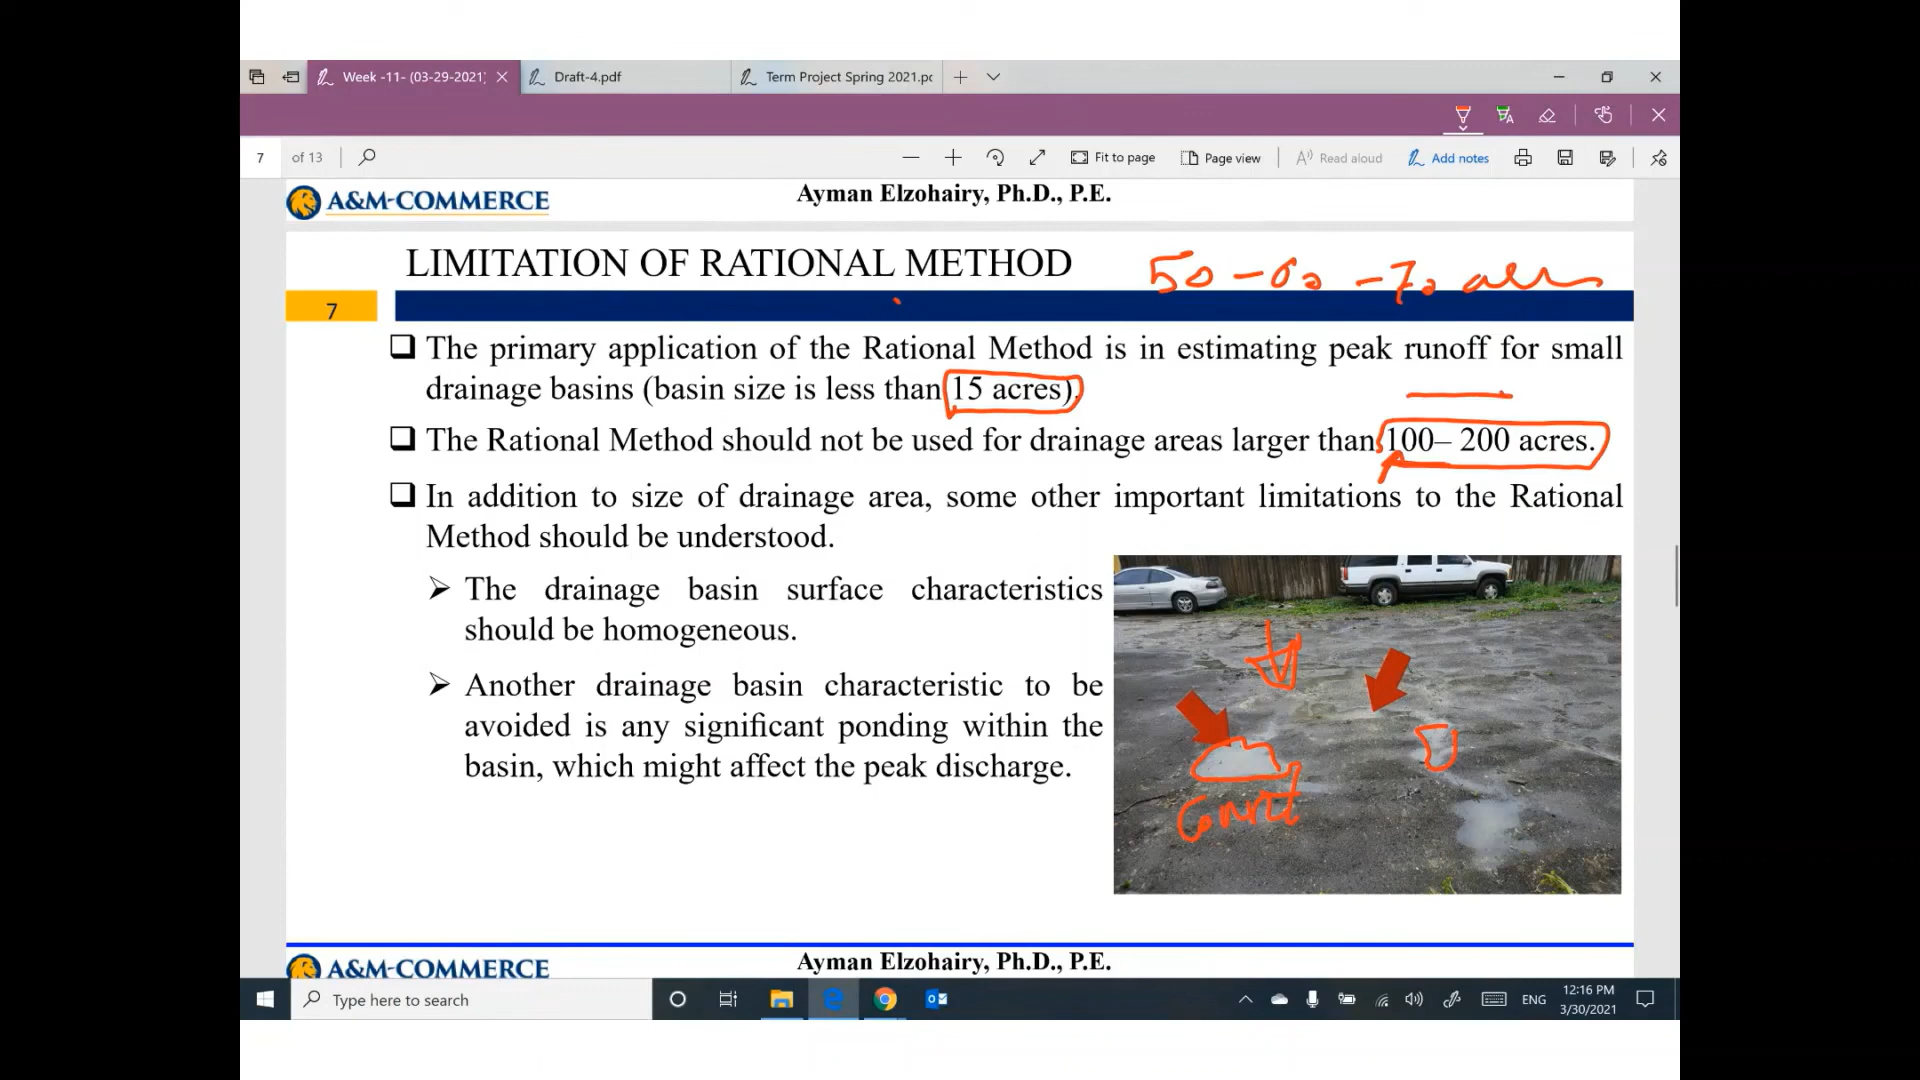 Week -11- (03-29-2021)
Draft-4.pdf
Term Project Spring 2021.pc
7 of 13
Fit to page
Page view
Read aloud
Add notes
A&M-COMMERCE
Ayman Elzohairy, Ph.D., P.E.
LIMITATION OF RATIONAL METHOD
50 - 60 - 70
7
❑ The primary application of the Rational Method is in estimating peak runoff for small
drainage basins (basin size is less than 15 acres).
❑ The Rational Method should not be used for drainage areas larger than 100– 200 acres.
❑ In addition to size of drainage area, some other important limitations to the Rational
Method should be understood.
➢ The drainage basin surface characteristics
should be homogeneous.
➢ Another drainage basin characteristic to be
avoided is any significant ponding within the
basin, which might affect the peak discharge.
A&M-COMMERCE
Ayman Elzohairy, Ph.D., P.E.
Type here to search
ENG
12:16 PM
3/30/2021